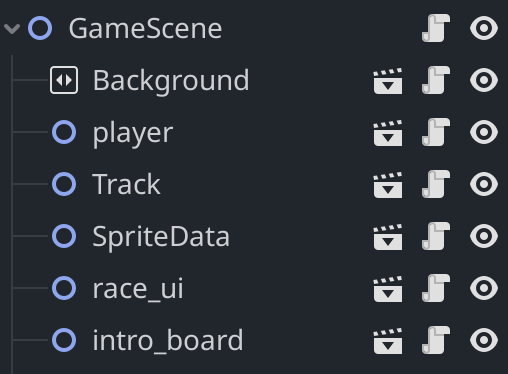 GameScene
Background
player
Track
SpriteData
race_ui
intro_board